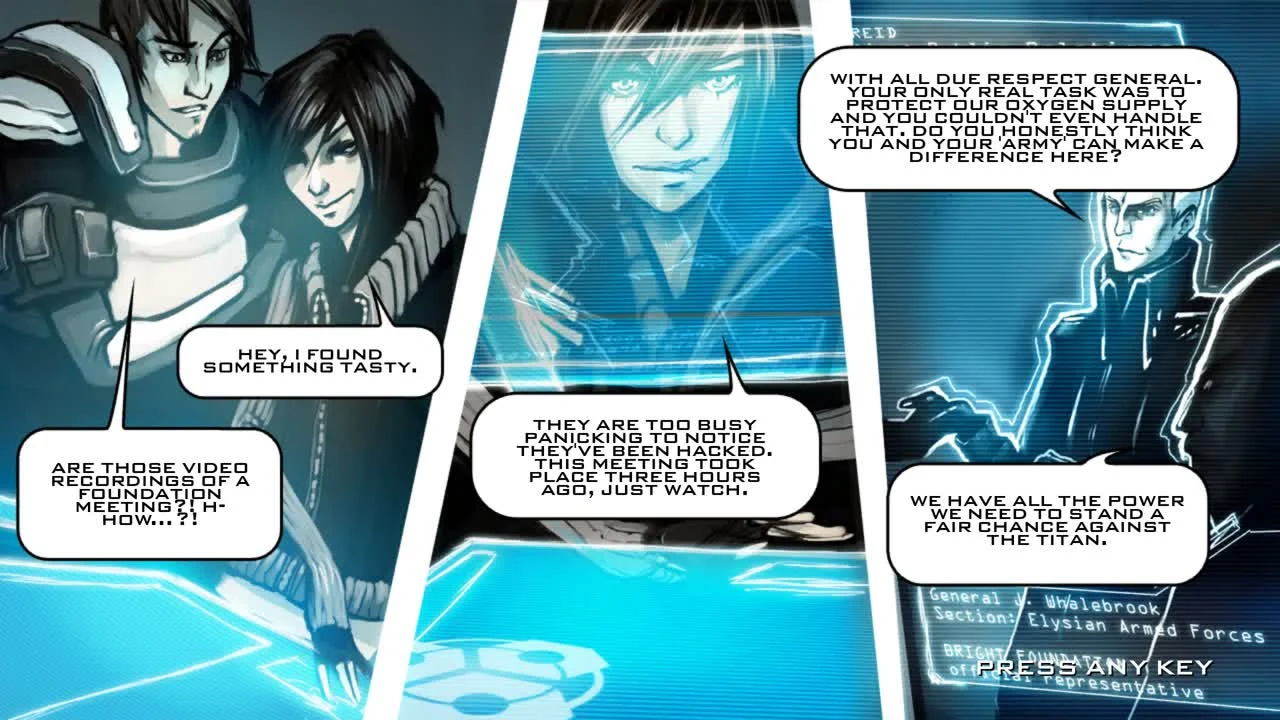 HEY, I FOUND
SOMETHING TASTY.
ARE THOSE VIDEO
RECORDINGS OF A
FOUNDATION
MEETING?! H-
HOW... ?!
THEY ARE TOO BUSY
PANICKING TO NOTICE
THEY'VE BEEN HACKED.
THIS MEETING TOOK
PLACE THREE HOURS
AGO, JUST WATCH.
REID
Public Relations
WITH ALL DUE RESPECT GENERAL.
YOUR ONLY REAL TASK WAS TO
PROTECT OUR OXYGEN SUPPLY
AND YOU COULDN'T EVEN HANDLE
THAT. DO YOU HONESTLY THINK
YOU AND YOUR 'ARMY' CAN MAKE A
DIFFERENCE HERE?
WE HAVE ALL THE POWER
WE NEED TO STAND A
FAIR CHANCE AGAINST
THE TITAN.
General J. Whalebrook
Section: Elysian Armed Forces
BRIGHT FOUNDATION
official representative
PRESS ANY KEY